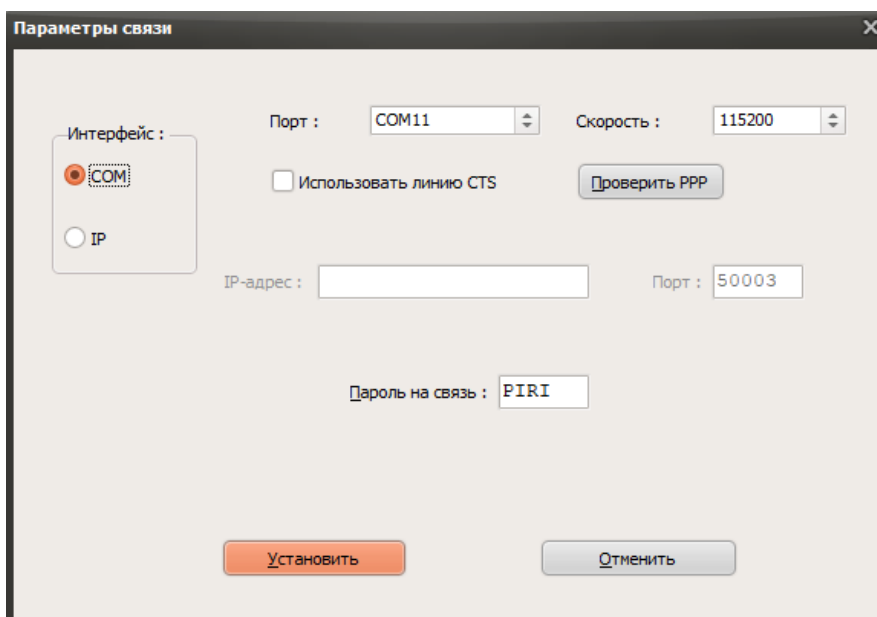 Параметры связи
Интерфейс :
COM
IP
Порт : COM11 Скорость : 115200
Использовать линию CTS Проверить PPP
IP-адрес : Порт : 50003
Пароль на связь : PIRI
Установить Отменить